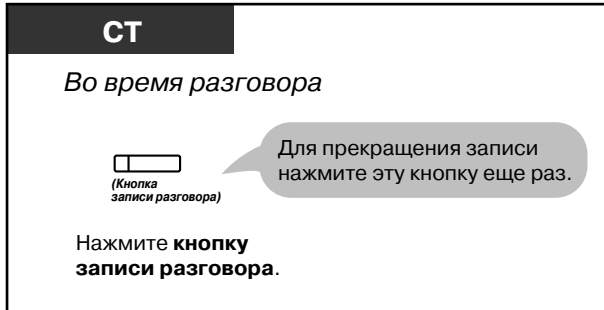 СТ
Во время разговора
Для прекращения записи
нажмите эту кнопку еще раз.
(Кнопка
записи разговора)
Нажмите кнопку
записи разговора.